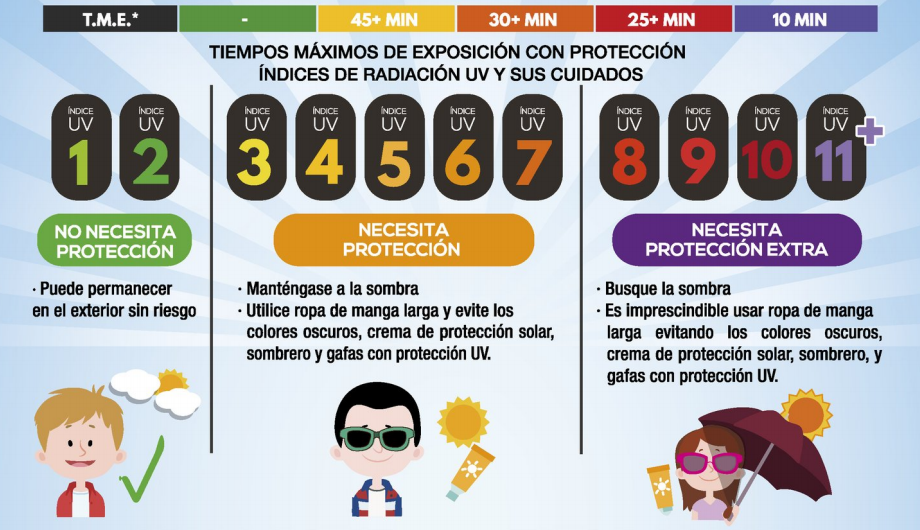 T.M.E.* - 45+ MIN 30+ MIN 25+ MIN 10 MIN
TIEMPOS MÁXIMOS DE EXPOSICIÓN CON PROTECCIÓN
ÍNDICES DE RADIACIÓN UV Y SUS CUIDADOS
ÍNDICE UV 1
ÍNDICE UV 2
ÍNDICE UV 3
ÍNDICE UV 4
ÍNDICE UV 5
ÍNDICE UV 6
ÍNDICE UV 7
ÍNDICE UV 8
ÍNDICE UV 9
ÍNDICE UV 10
ÍNDICE UV 11+
NO NECESITA
PROTECCIÓN
· Puede permanecer
en el exterior sin riesgo
NECESITA
PROTECCIÓN
· Manténgase a la sombra
· Utilice ropa de manga larga y evite los
colores oscuros, crema de protección solar,
sombrero y gafas con protección UV.
NECESITA
PROTECCIÓN EXTRA
· Busque la sombra
· Es imprescindible usar ropa de manga
larga evitando los colores oscuros,
crema de protección solar, sombrero, y
gafas con protección UV.